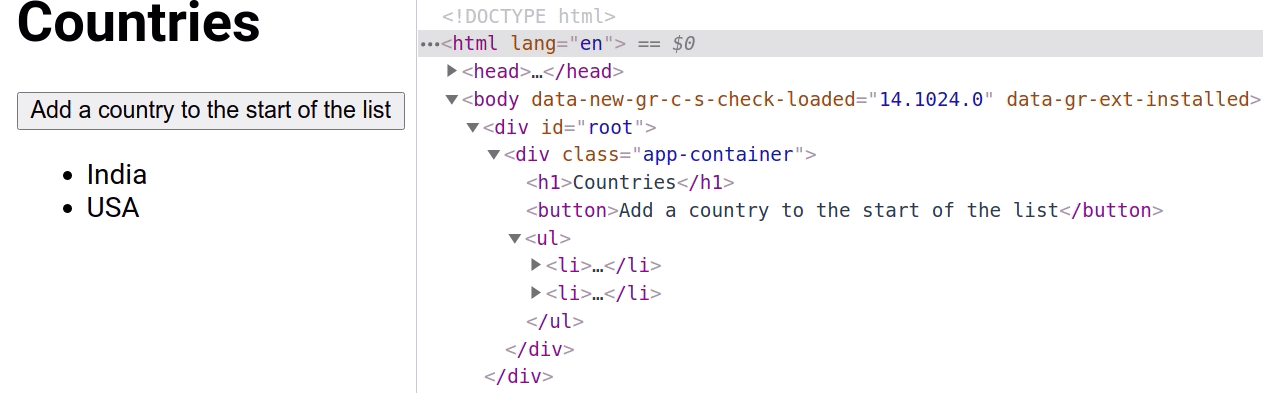 Countries
Add a country to the start of the list
India
USA
<!DOCTYPE html>
…<html lang="en"> == $0
<head>…</head>
<body data-new-gr-c-s-check-loaded="14.1024.0" data-gr-ext-installed>
<div id="root">
<div class="app-container">
<h1>Countries</h1>
<button>Add a country to the start of the list</button>
<ul>
<li>…</li>
<li>…</li>
</ul>
</div>
</div>